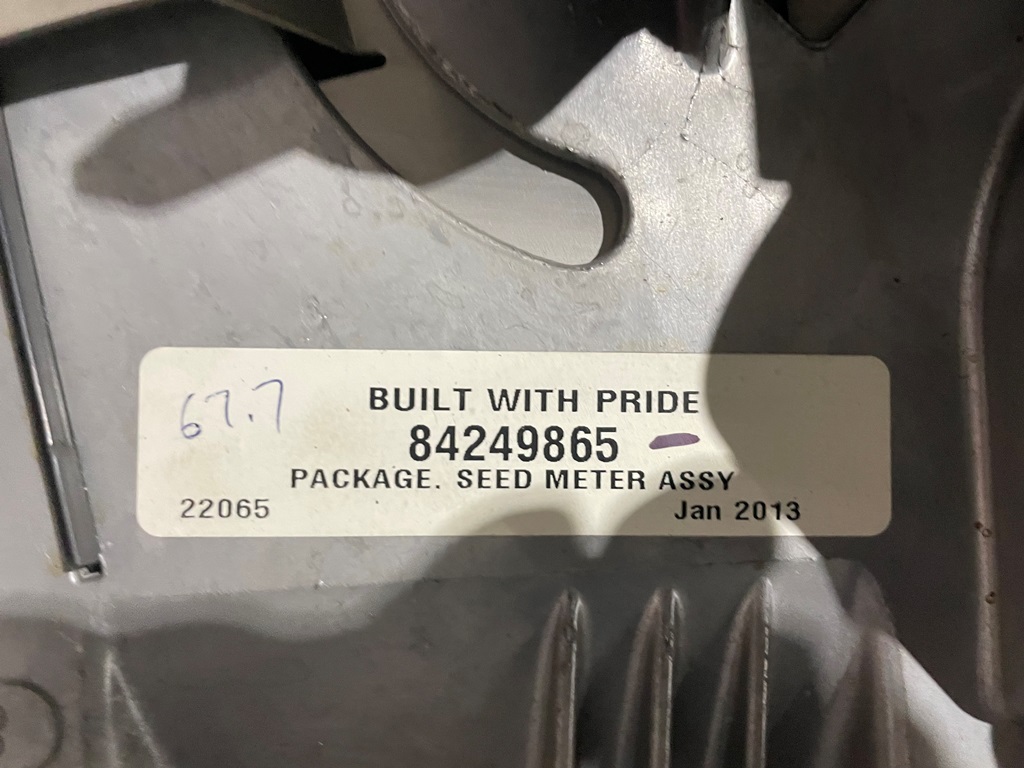 67.7
BUILT WITH PRIDE
84249865
PACKAGE. SEED METER ASSY
22065 Jan 2013